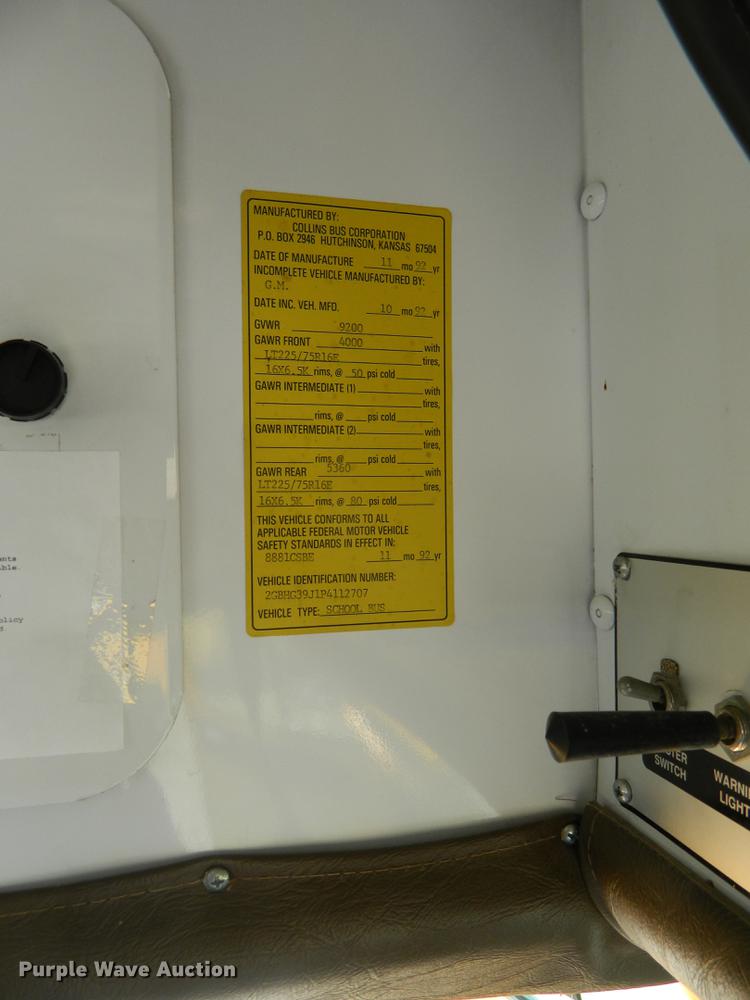 MANUFACTURED BY:
COLLINS BUS CORPORATION
P.O. BOX 2946 HUTCHINSON, KANSAS 67504
DATE OF MANUFACTURE 11 mo 92 yr
INCOMPLETE VEHICLE MANUFACTURED BY:
G.M.
DATE INC. VEH. MFD. 10 mo 92 yr
GVWR 9200
GAWR FRONT 4000 with
LT225/75R16E tires,
16X6.5K rims, @ 50 psi cold
GAWR INTERMEDIATE (1) with
tires,
rims, @ psi cold
GAWR INTERMEDIATE (2) with
tires,
rims, @ psi cold
GAWR REAR 5360 with
LT225/75R16E tires,
16X6.5K rims, @ 80 psi cold
THIS VEHICLE CONFORMS TO ALL
APPLICABLE FEDERAL MOTOR VEHICLE
SAFETY STANDARDS IN EFFECT IN:
8881CSBE 11 mo 92 yr
VEHICLE IDENTIFICATION NUMBER:
2GBHG39J1P4112707
VEHICLE TYPE: SCHOOL BUS
SWITCH
Purple Wave Auction